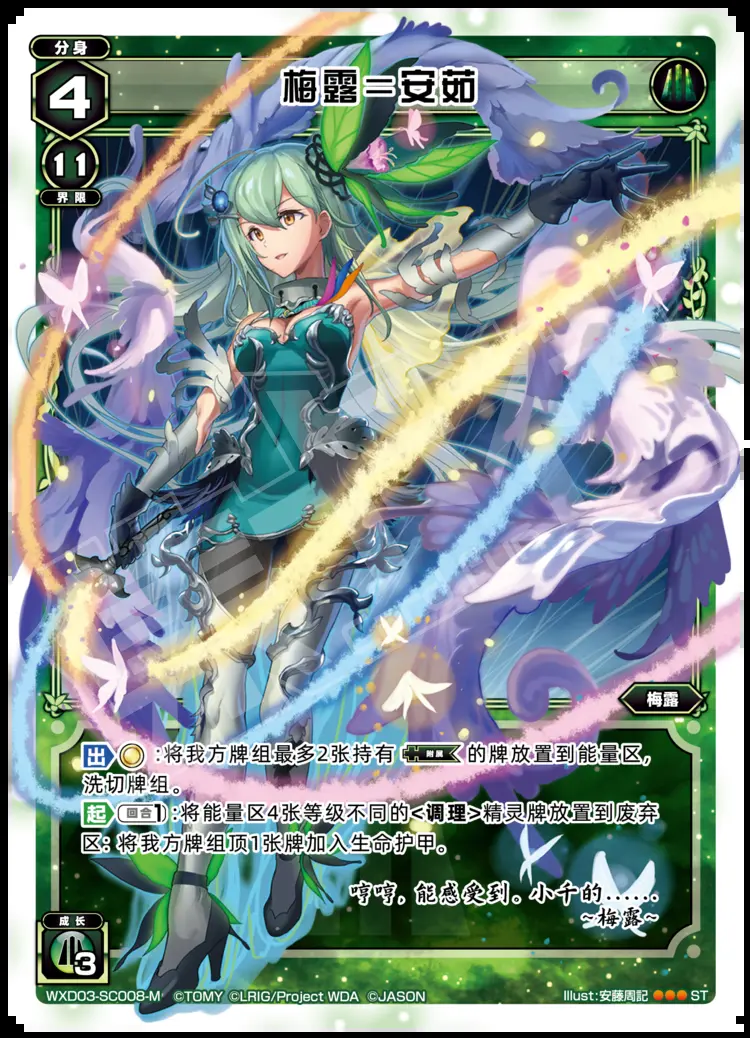 分身
4
梅露＝安茹
11
界限
梅露
出 :将我方牌组最多2张持有 附属 的牌放置到能量区,
洗切牌组。
起 回合1 :将能量区4张等级不同的<调理>精灵牌放置到废弃
区: 将我方牌组顶1张牌加入生命护甲。
哼哼, 能感受到。小千的......
~梅露~
成长
3
WXD03-SC008-M ©TOMY ©LRIG/Project WDA ©JASON Illust:安藤周記 ST